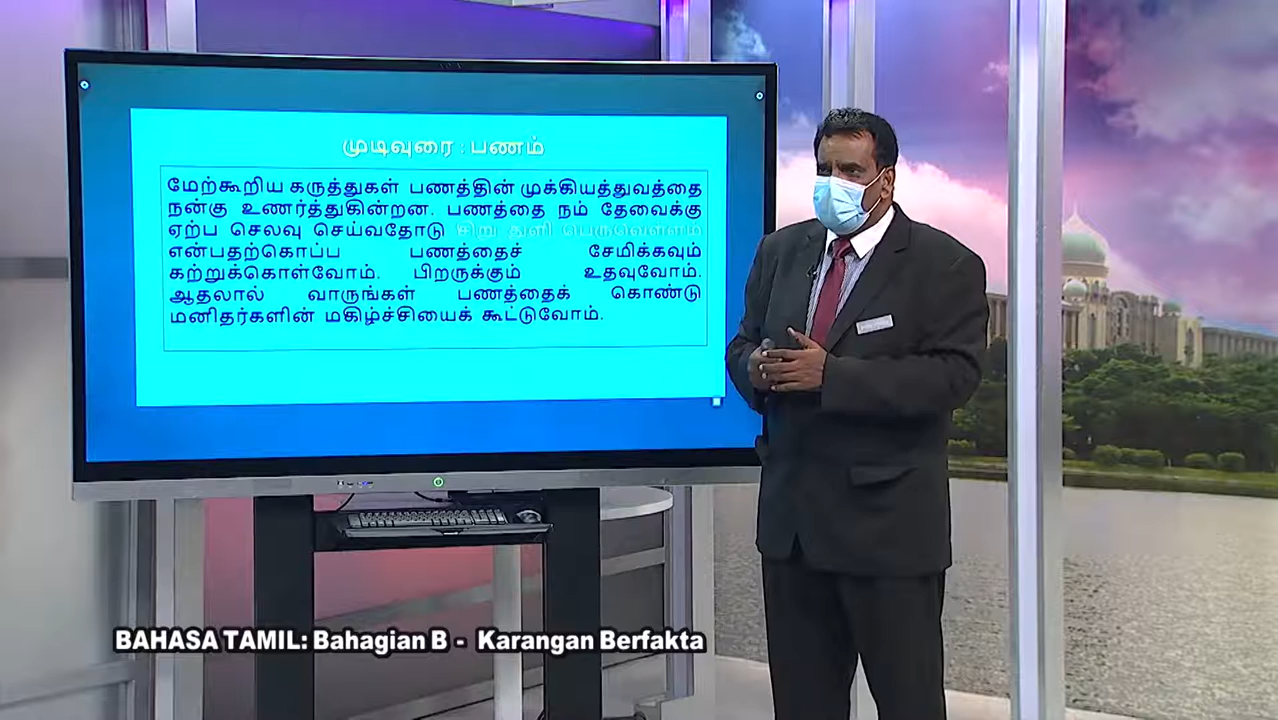 முடிவுரை : பணம்
மேற்கூறிய கருத்துகள் பணத்தின் முக்கியத்துவத்தை
நன்கு உணர்த்துகின்றன. பணத்தை நம் தேவைக்கு
ஏற்ப செலவு செய்வதோடு சிறு துளி பெருவெள்ளம்
என்பதற்கொப்ப பணத்தைச் சேமிக்கவும்
கற்றுக்கொள்வோம். பிறருக்கும் உதவுவோம்.
ஆதலால் வாருங்கள் பணத்தைக் கொண்டு
மனிதர்களின் மகிழ்ச்சியைக் கூட்டுவோம்.
BAHASA TAMIL: Bahagian B - Karangan Berfakta